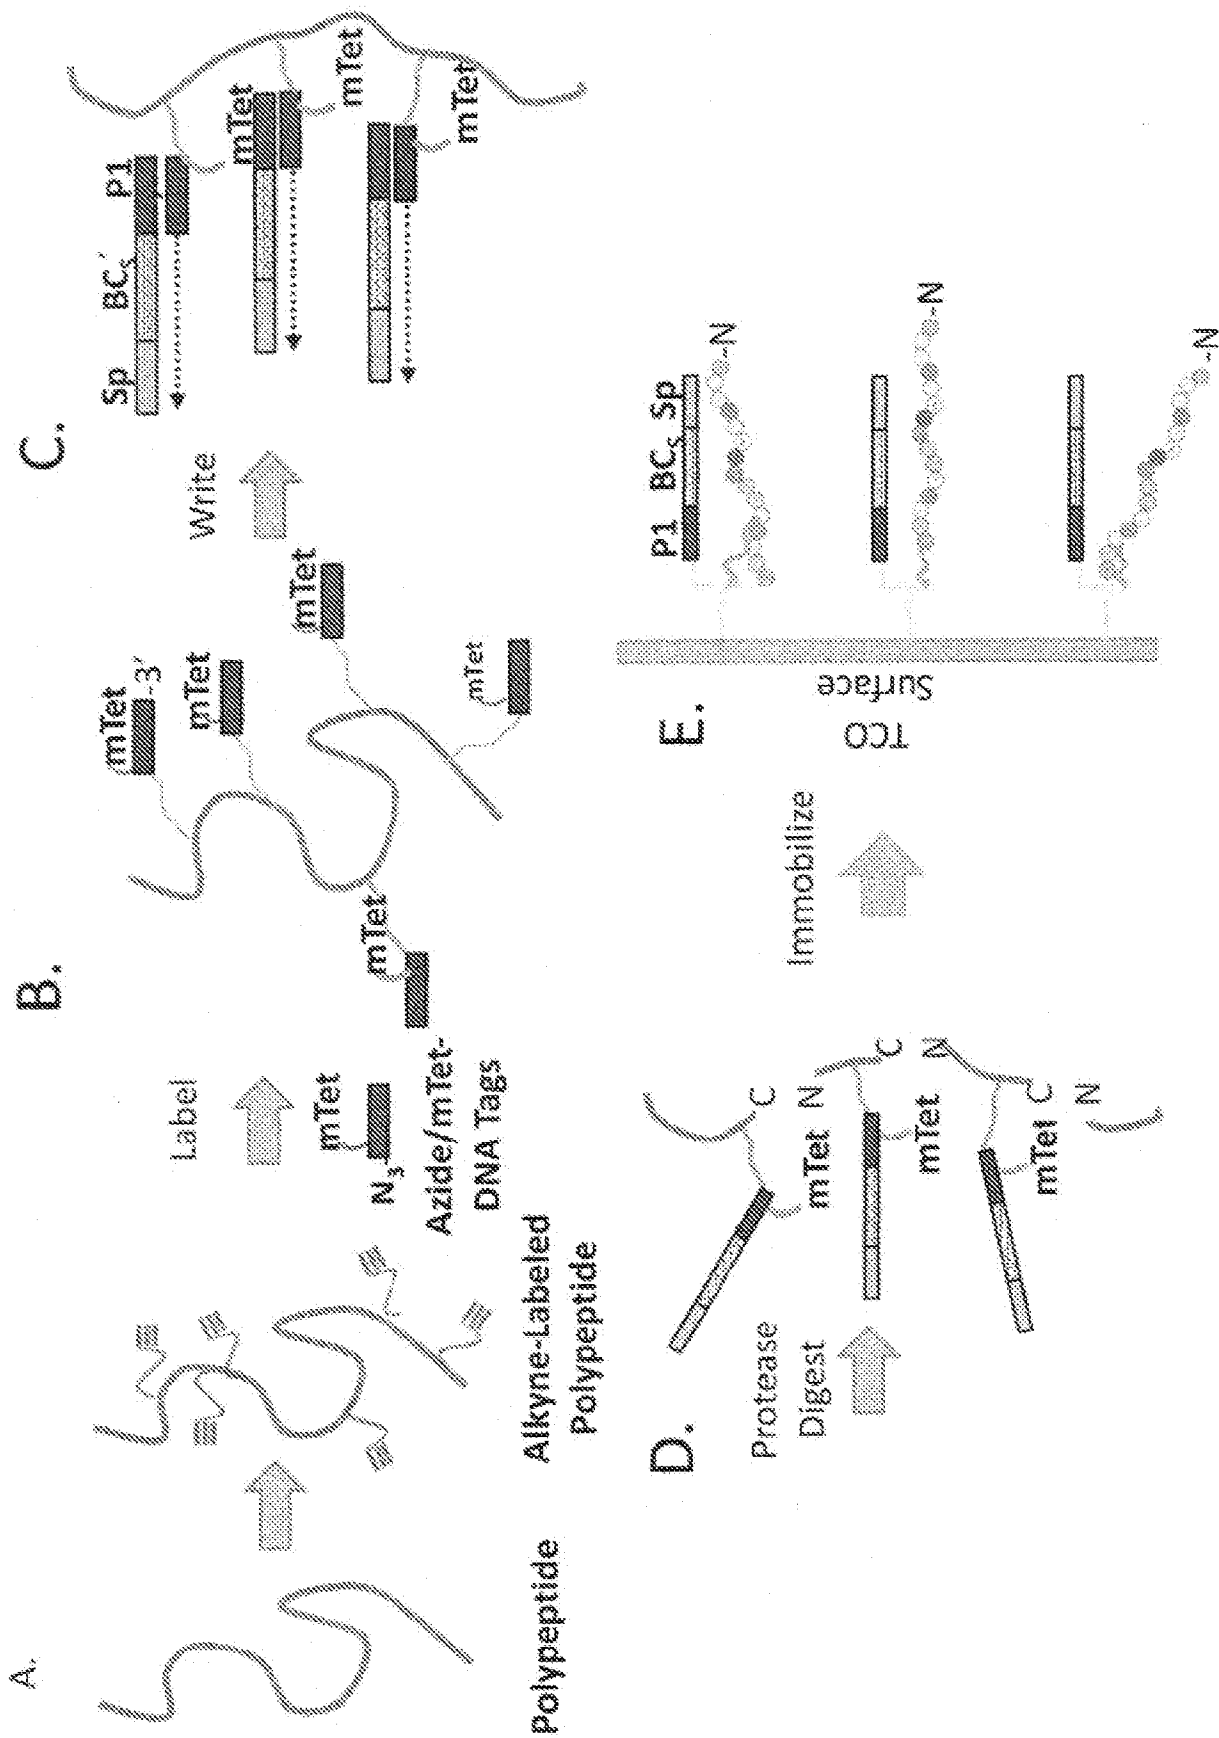 A.
Polypeptide
Alkyne-Labeled
Polypeptide
Label
mTet
N3
Azide/mTet-
DNA Tags
B.
mTet
-3'
mTet
mTet
mTet
mTet
Write
C.
Sp BCS' P1
mTet
mTet
mTet
D.
Protease
Digest
C
mTet
N
C
mTet
N
C
mTet
N
Immobilize
E.
TCO
Surface
P1 BCS Sp
-N
-N
-N